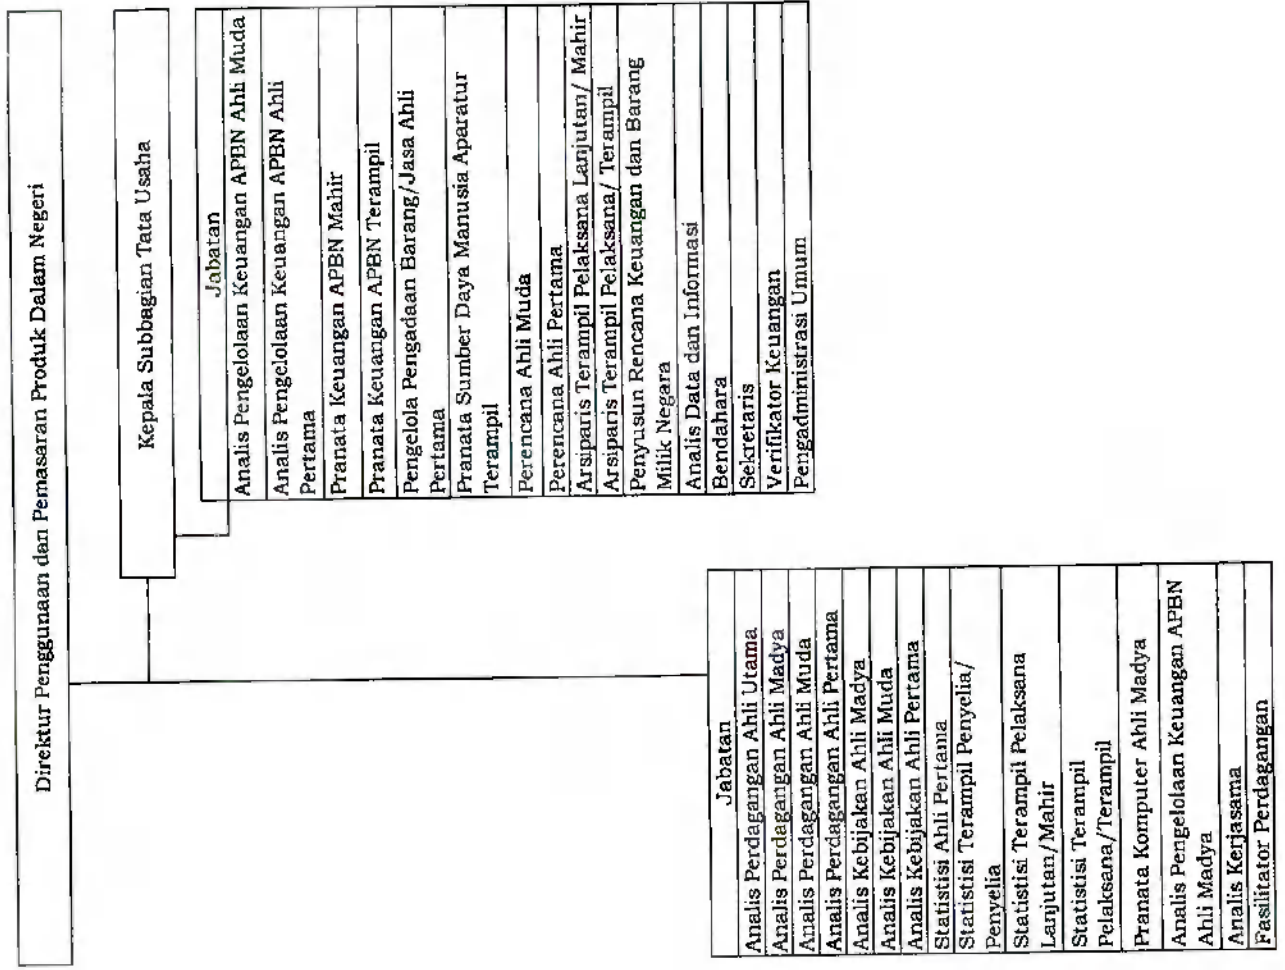 Direktur Penggunaan dan Pemasaran Produk Dalam Negeri
Kepala Subbagian Tata Usaha
Jabatan
Analis Pengelolaan Keuangan APBN Ahli Muda
Analis Pengelolaan Keuangan APBN Ahli
Pertama
Pranata Keuangan APBN Mahir
Pranata Keuangan APBN Terampil
Pengelola Pengadaan Barang/Jasa Ahli
Pertama
Pranata Sumber Daya Manusia Aparatur
Terampil
Perencana Ahli Muda
Perencana Ahli Pertama
Arsiparis Terampil Pelaksana Lanjutan/ Mahir
Arsiparis Terampil Pelaksana/ Terampil
Penyusun Rencana Keuangan dan Barang
Milik Negara
Analis Data dan Informasi
Bendahara
Sekretaris
Verifikator Keuangan
Pengadministrasi Umum
Jabatan
Analis Perdagangan Ahli Utama
Analis Perdagangan Ahli Madya
Analis Perdagangan Ahli Muda
Analis Perdagangan Ahli Pertama
Analis Kebijakan Ahli Madya
Analis Kebijakan Ahli Muda
Analis Kebijakan Ahli Pertama
Statistisi Ahli Pertama
Statistisi Terampil Penyelia/
Penyelia
Statistisi Terampil Pelaksana
Lanjutan/Mahir
Statistisi Terampil
Pelaksana/Terampil
Pranata Komputer Ahli Madya
Analis Pengelolaan Keuangan APBN
Ahli Madya
Analis Kerjasama
Fasilitator Perdagangan